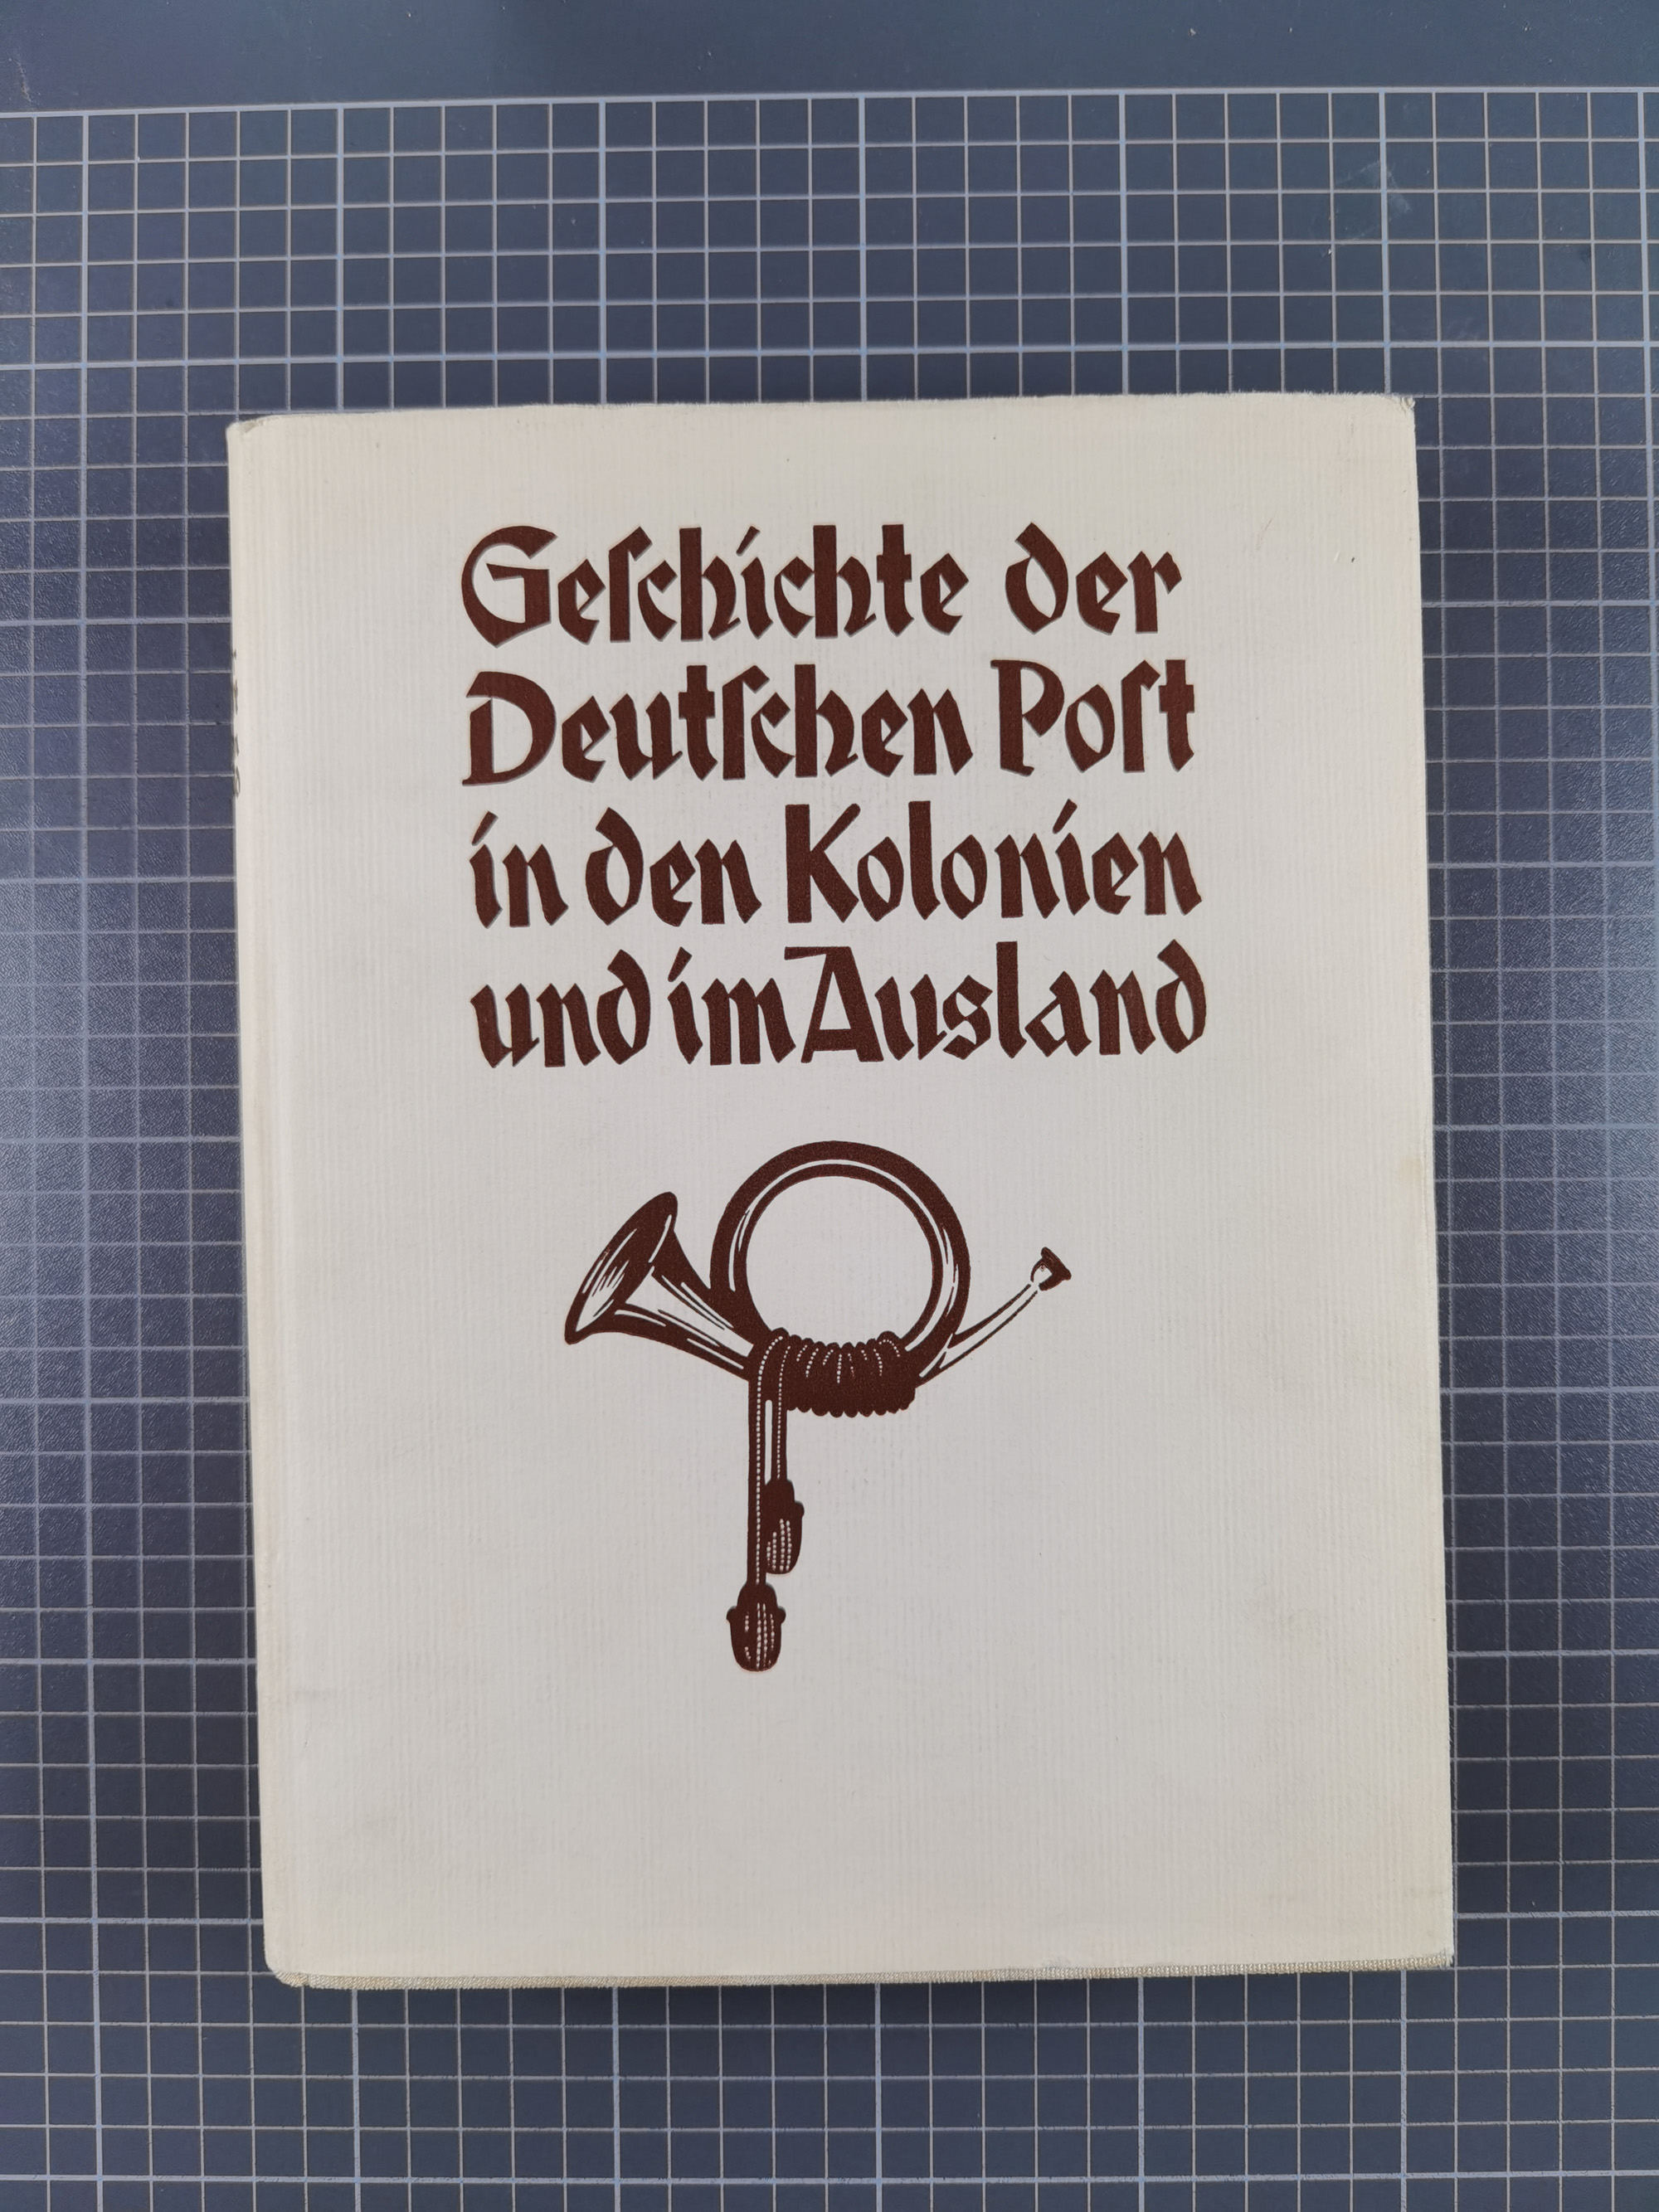 Geſchichte der
Deutſchen Poſt
in den Kolonien
und im Ausland